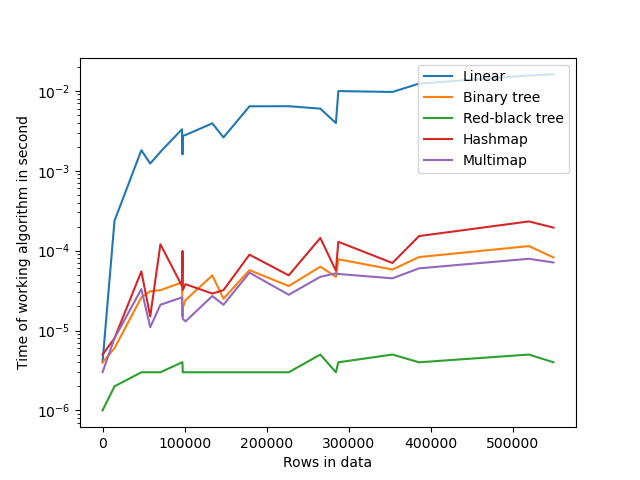 Time of working algorithm in second
10⁻²
10⁻³
10⁻⁴
10⁻⁵
10⁻⁶
Linear
Binary tree
Red-black tree
Hashmap
Multimap
0 100000 200000 300000 400000 500000
Rows in data